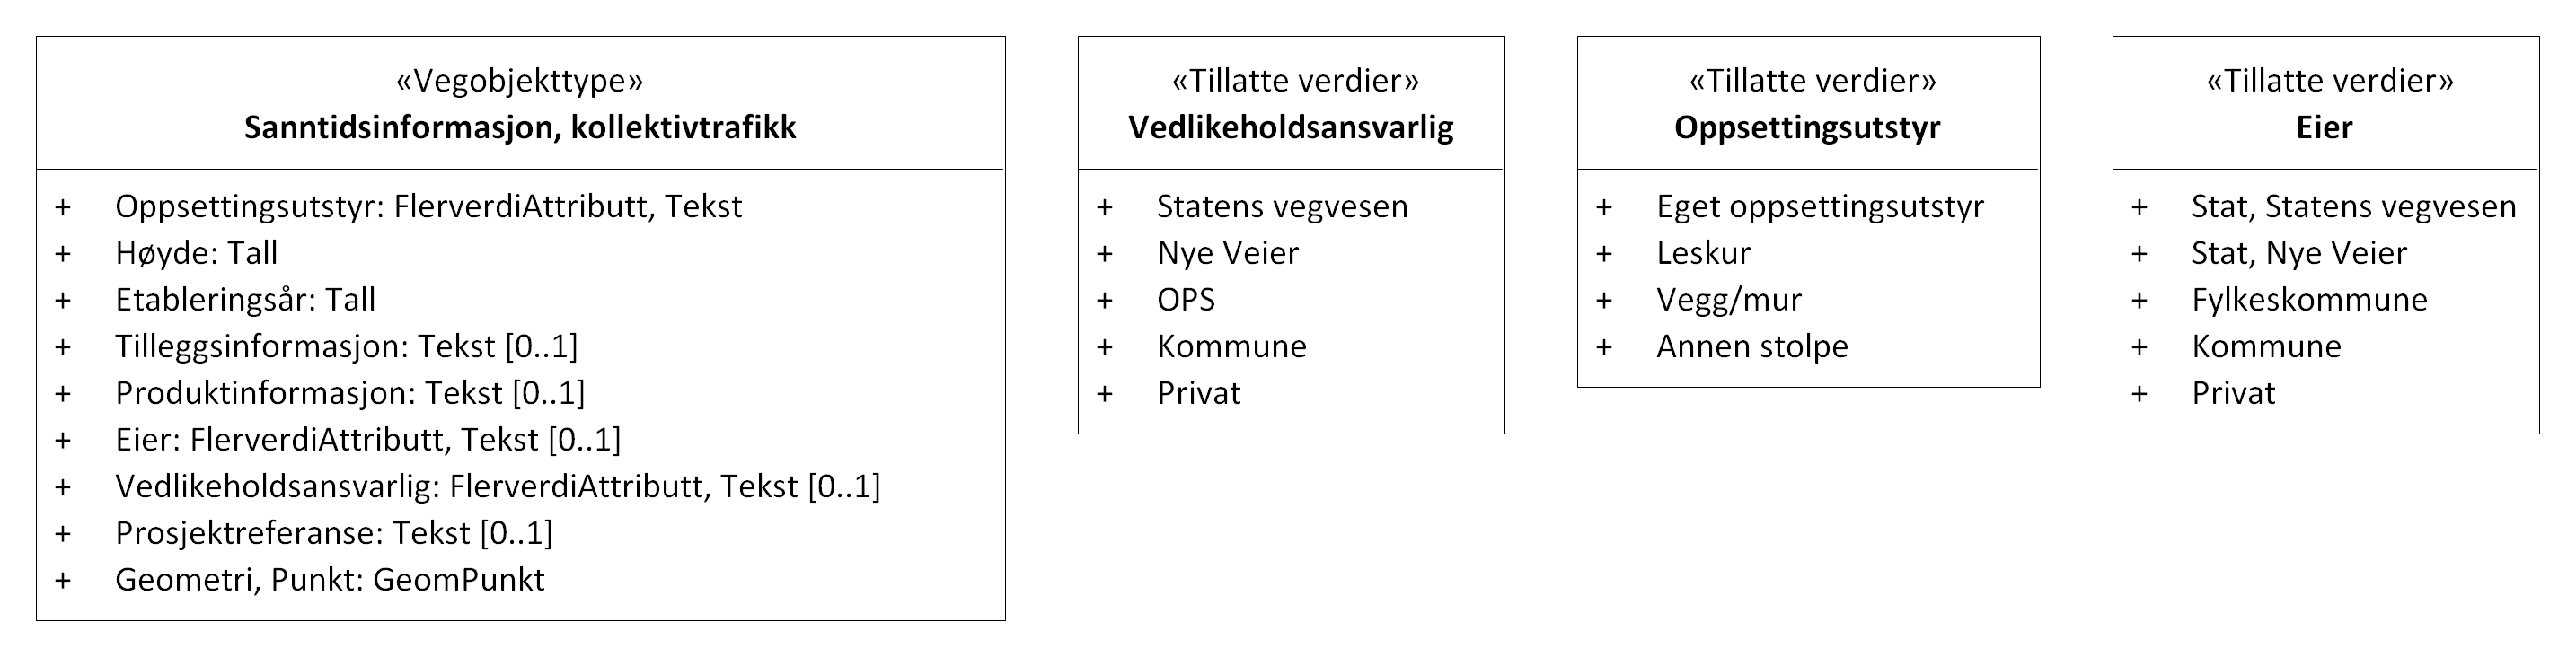 «Vegobjekttype»
Sanntidsinformasjon, kollektivtrafikk
+ Oppsettingsutstyr: FlerverdiAttributt, Tekst
+ Høyde: Tall
+ Etableringsår: Tall
+ Tilleggsinformasjon: Tekst [0..1]
+ Produktinformasjon: Tekst [0..1]
+ Eier: FlerverdiAttributt, Tekst [0..1]
+ Vedlikeholdsansvarlig: FlerverdiAttributt, Tekst [0..1]
+ Prosjektreferanse: Tekst [0..1]
+ Geometri, Punkt: GeomPunkt
«Tillatte verdier»
Vedlikeholdsansvarlig
+ Statens vegvesen
+ Nye Veier
+ OPS
+ Kommune
+ Privat
«Tillatte verdier»
Oppsettingsutstyr
+ Eget oppsettingsutstyr
+ Leskur
+ Vegg/mur
+ Annen stolpe
«Tillatte verdier»
Eier
+ Stat, Statens vegvesen
+ Stat, Nye Veier
+ Fylkeskommune
+ Kommune
+ Privat